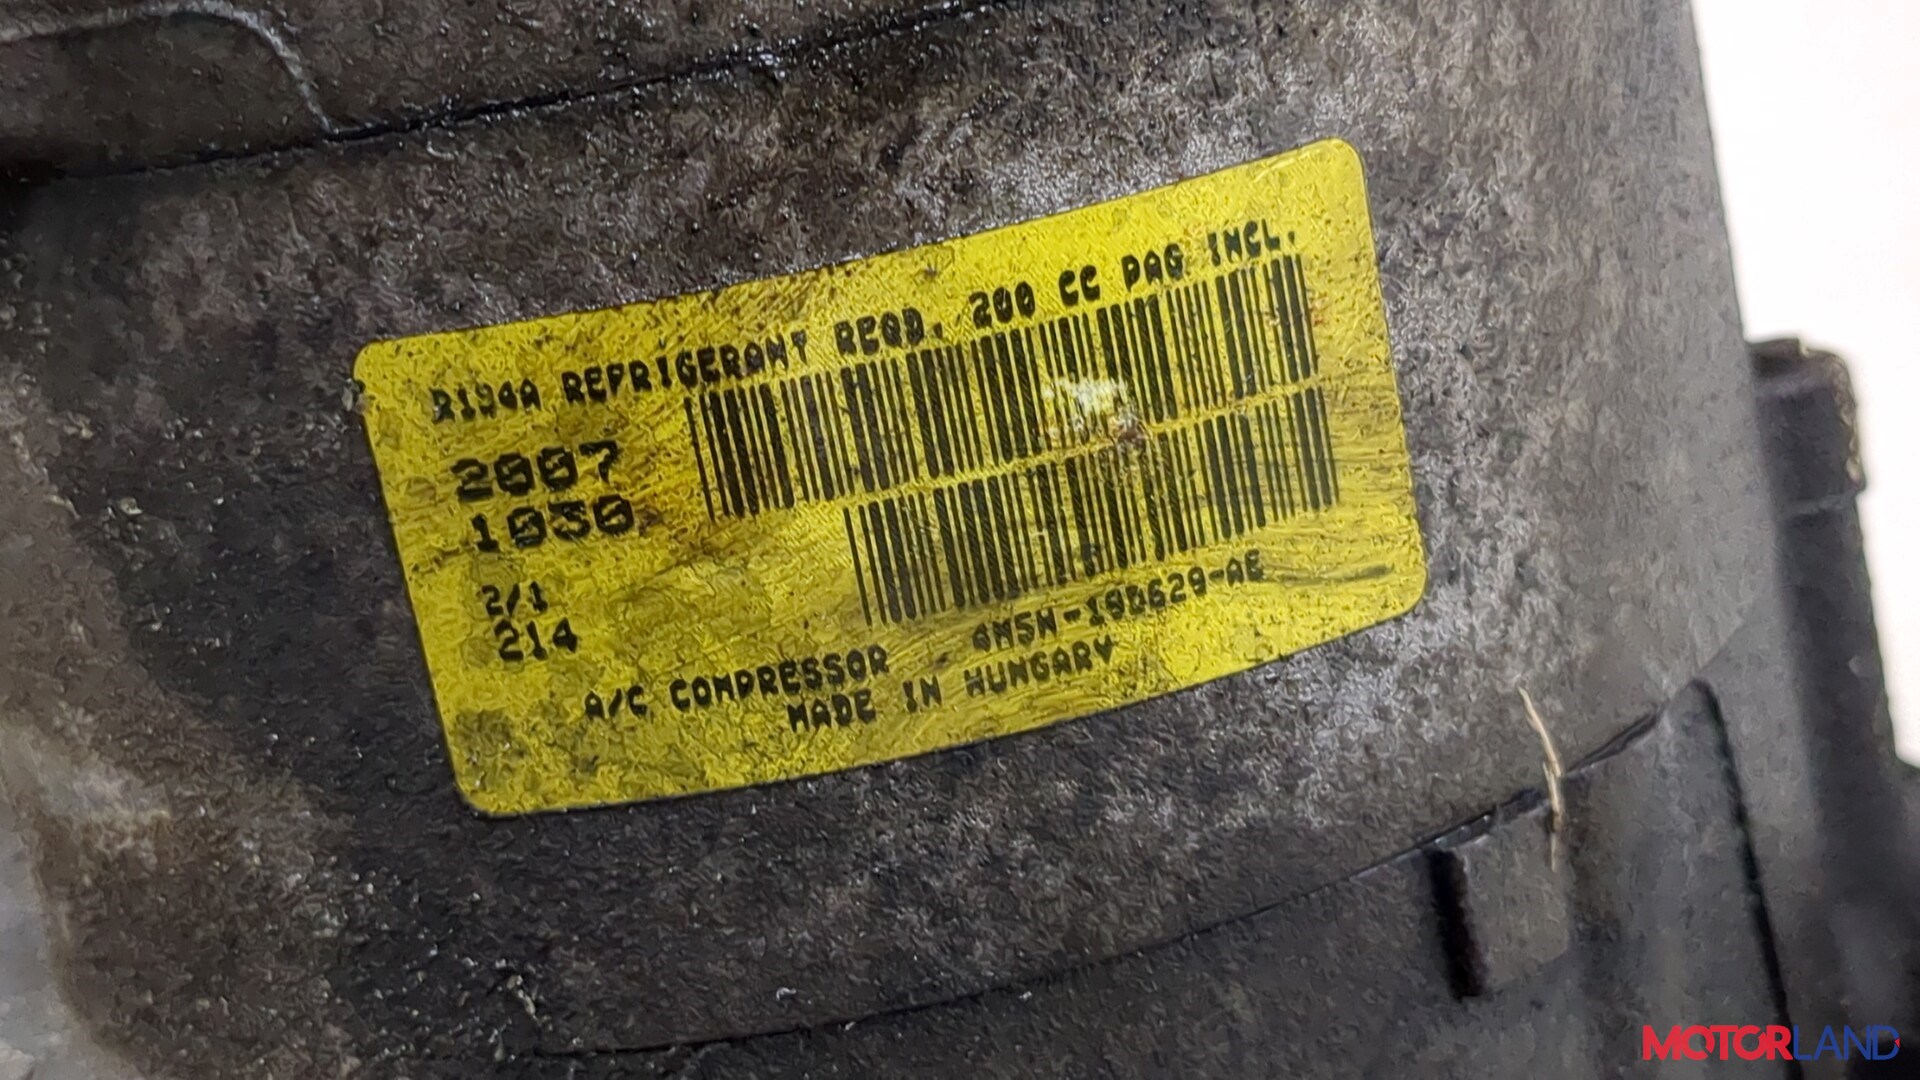 R134A REFRIGERANT REQD. 200 CC PAG INCL.
2007
1030
2/1
214
A/C COMPRESSOR 4M5H-19D629-AE
MADE IN HUNGARY
MOTORLAND